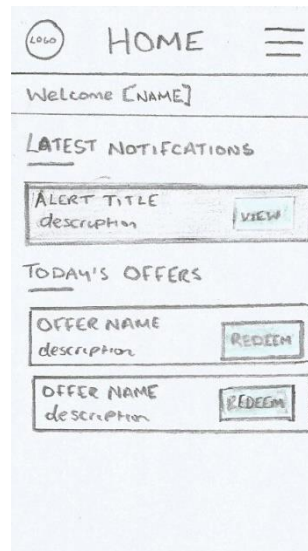 LOGO
HOME
Welcome [NAME]
LATEST NOTIFCATIONS
ALERT TITLE
description
VIEW
TODAY'S OFFERS
OFFER NAME
description
REDEEM
OFFER NAME
description
REDEEM